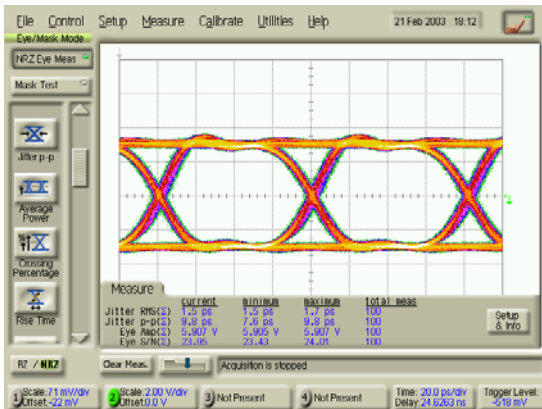 File Control Setup Measure Calibrate Utilities Help 21 Feb 2003 18:12
Eye/Mask Mode
NRZ Eye Meas
Mask Test
Jitter p-p
Average
Power
Crossing
Percentage
Rise Time
Measure
current minimum maximum total meas
Jitter RMS(Σ) 1.5 ps 1.5 ps 1.7 ps 100
Jitter p-p(Σ) 9.8 ps 7.6 ps 9.8 ps 100
Eye Amp(Σ) 5.907 V 5.905 V 5.907 V 100
Eye S/N(Σ) 23.95 23.43 24.01 100
Setup
& Info
RZ / NRZ
Clear Meas. Acquisition is stopped
1 Scale:71 mV/div
Offset:-22 mV
2 Scale:2.00 V/div
Offset:0.0 V
3 Not Present
4 Not Present
Time: 20.0 ps/div
Delay:24.6263 ns
Trigger Level:
-518 mV